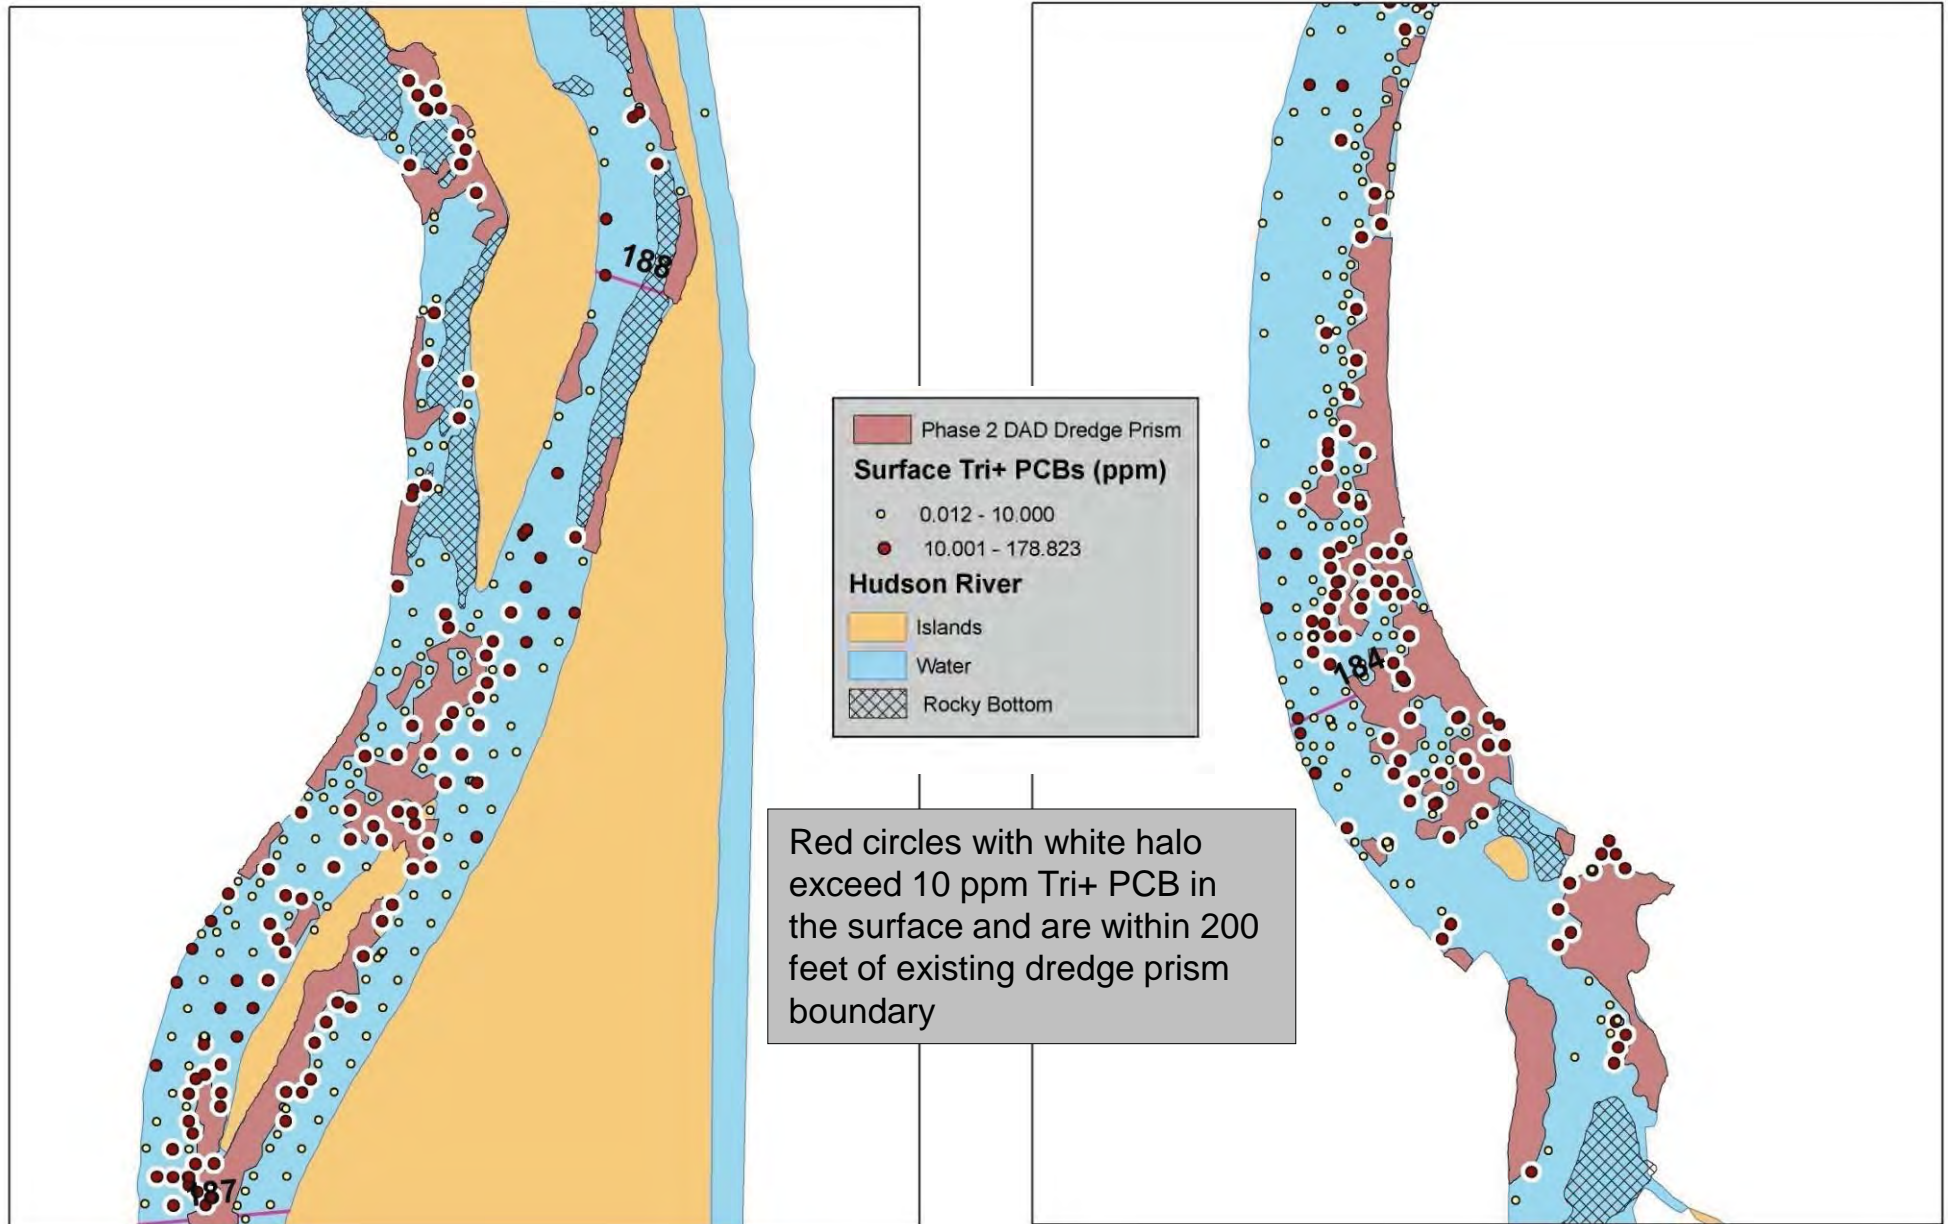 188
187
184
Phase 2 DAD Dredge Prism
Surface Tri+ PCBs (ppm)
0.012 - 10.000
10.001 - 178.823
Hudson River
Islands
Water
Rocky Bottom
Red circles with white halo
exceed 10 ppm Tri+ PCB in
the surface and are within 200
feet of existing dredge prism
boundary